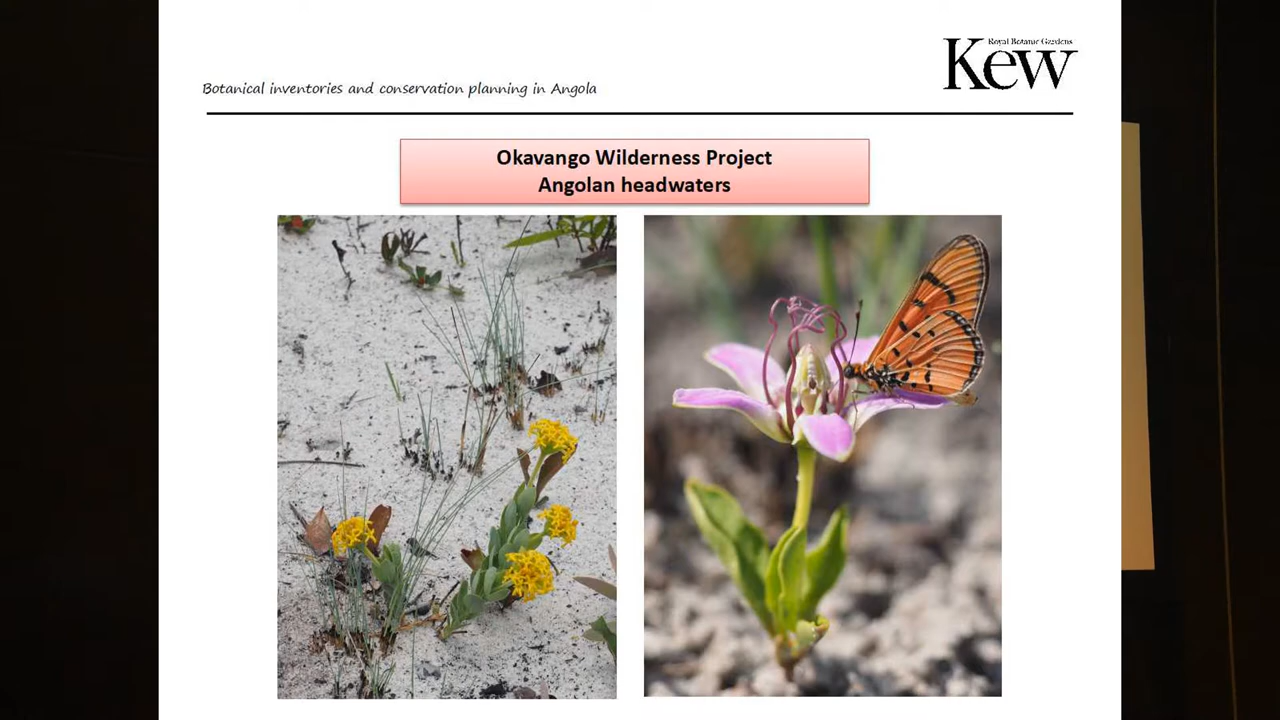 Royal Botanic Gardens
Kew
Botanical inventories and conservation planning in Angola
Okavango Wilderness Project
Angolan headwaters